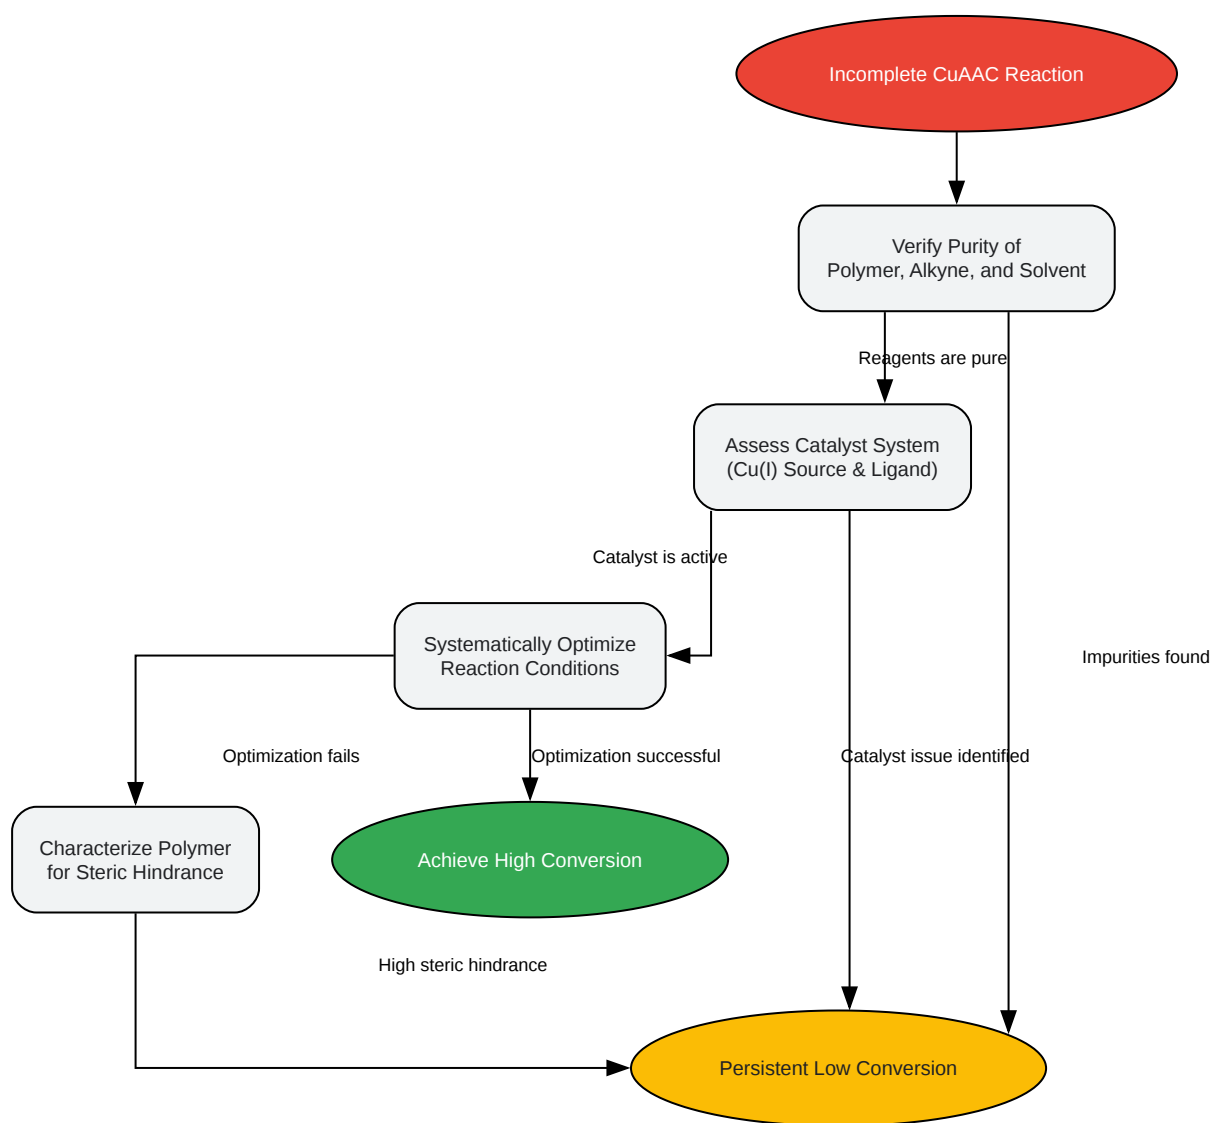 Incomplete CuAAC Reaction
Verify Purity of
Polymer, Alkyne, and Solvent
Reagents are pure
Assess Catalyst System
(Cu(I) Source & Ligand)
Catalyst is active
Systematically Optimize
Reaction Conditions
Impurities found
Optimization fails
Optimization successful
Catalyst issue identified
Characterize Polymer
for Steric Hindrance
Achieve High Conversion
High steric hindrance
Persistent Low Conversion